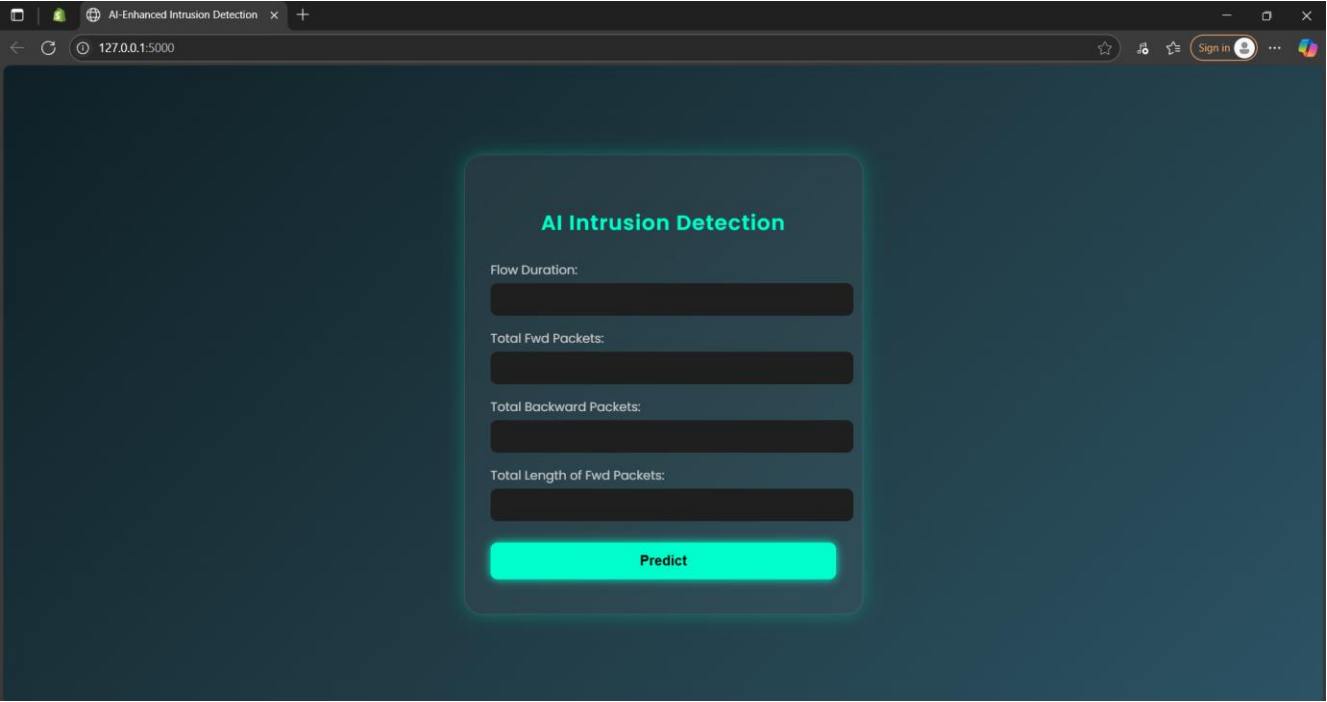 AI-Enhanced Intrusion Detection
127.0.0.1:5000
Sign in
AI Intrusion Detection
Flow Duration:
Total Fwd Packets:
Total Backward Packets:
Total Length of Fwd Packets:
Predict